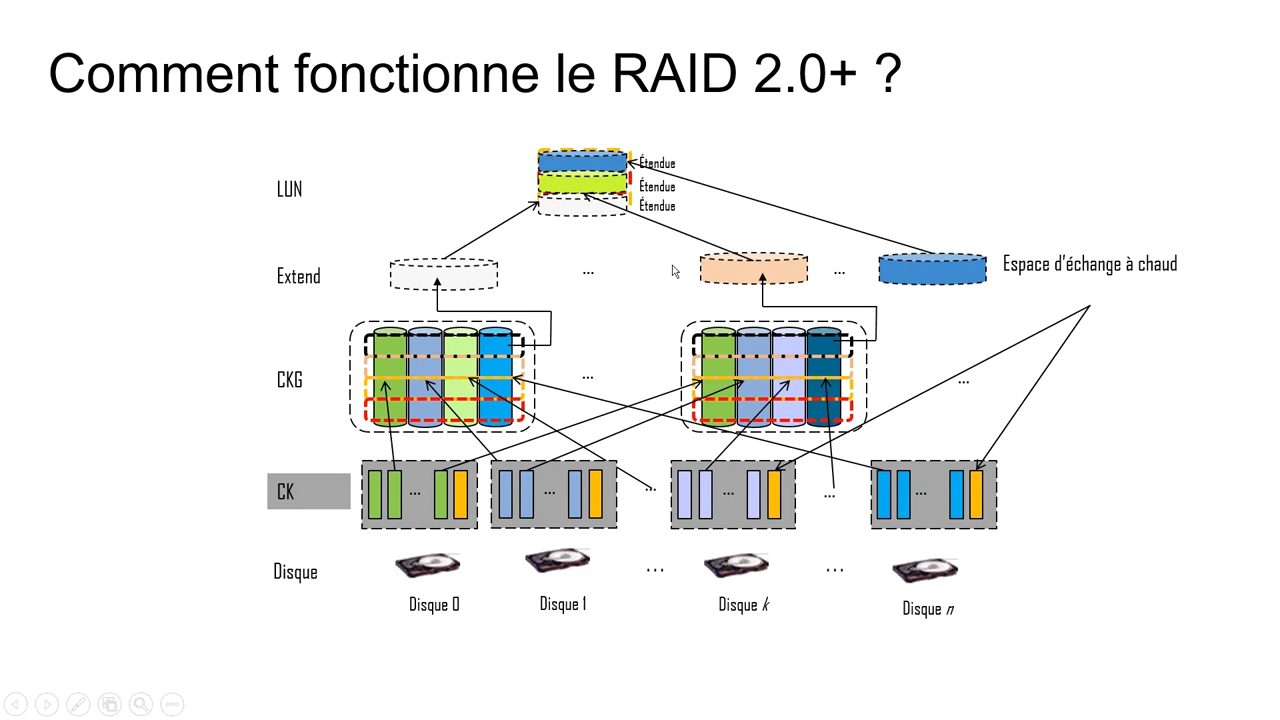 Comment fonctionne le RAID 2.0+ ?
LUN
Étendue
Étendue
Étendue
Extend
...
...
Espace d'échange à chaud
CKG
...
...
CK
...
...
...
...
...
...
Disque
...
...
Disque 0
Disque 1
Disque k
Disque n